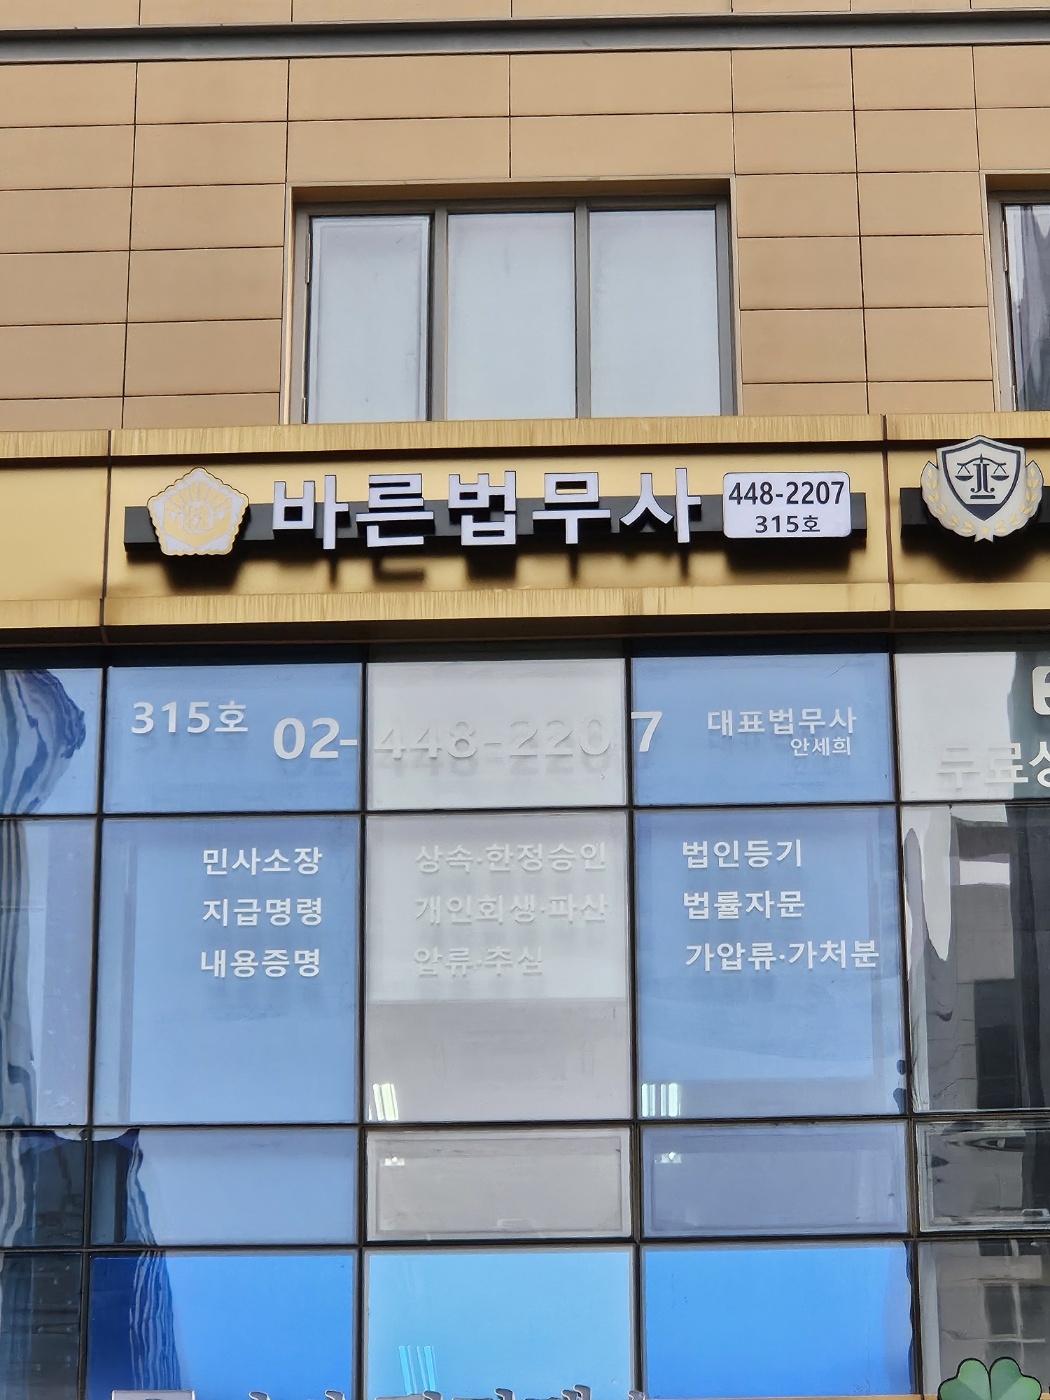 바른법무사
448-2207
315호
315호 02-448-2207
대표법무사
안세희
민사소장
지급명령
내용증명
상속·한정승인
개인회생·파산
압류·추심
법인등기
법률자문
가압류·가처분